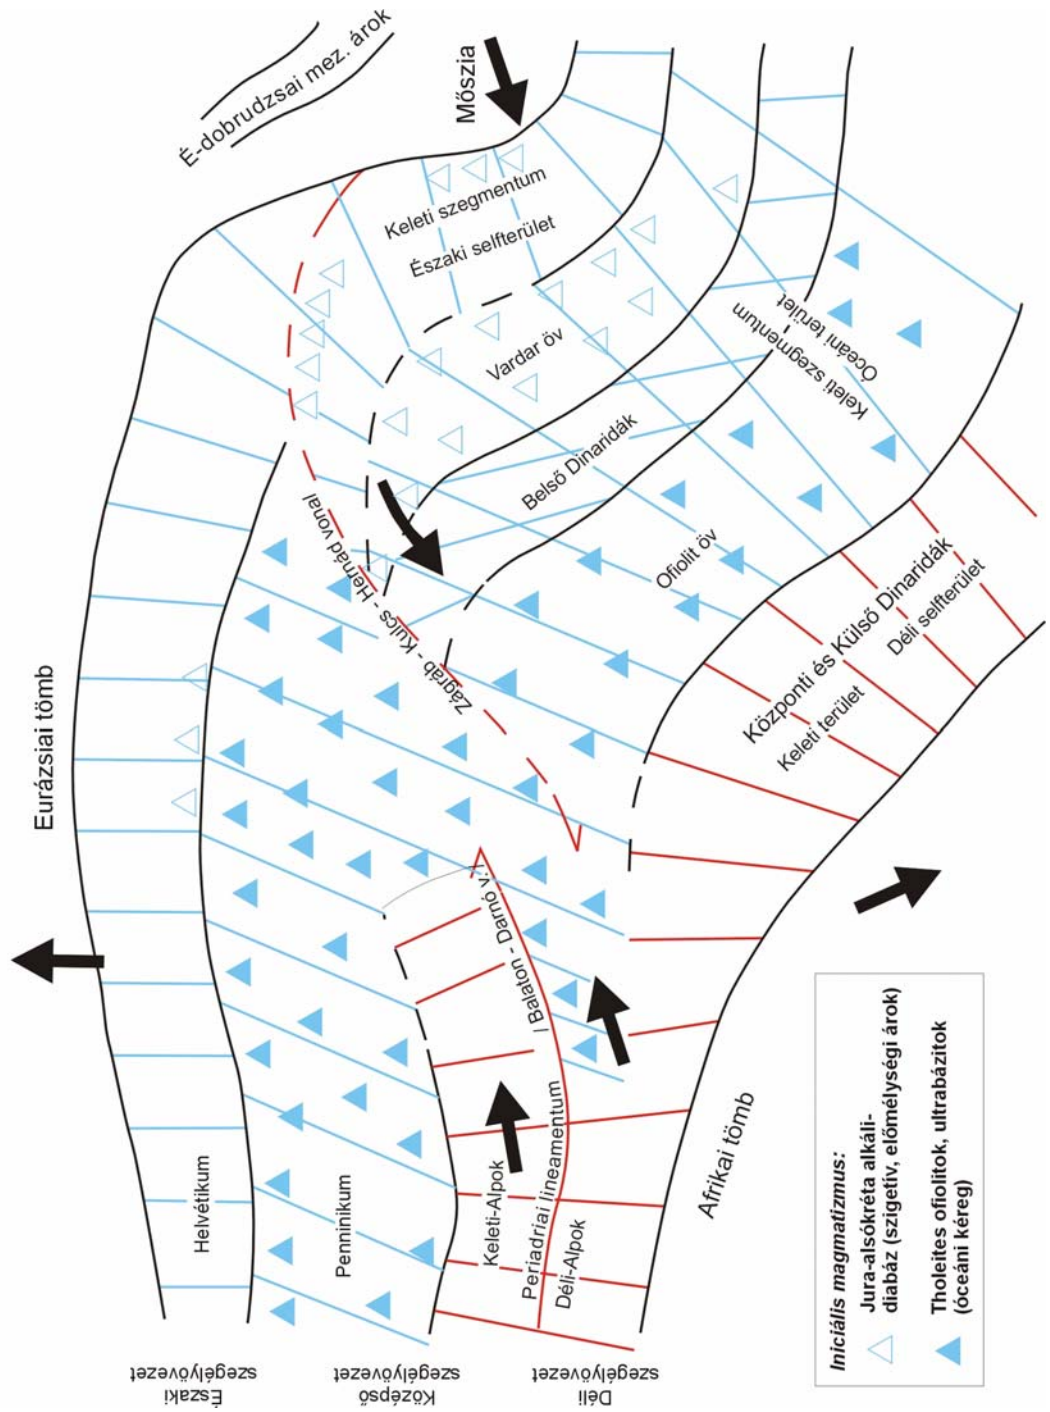 É-dobrudzsai mez. árok
Mőszia
Eurázsiai tömb
Keleti szegmentum
Északi selfterület
Vardar öv
Keleti szegmentum
Óceáni terület
Belső Dinaridák
Ofiolit öv
Zágráb - Kulcs - Hernád vonal
Központi és Külső Dinaridák
Déli selfterület
Keleti terület
/ Balaton - Darnó v. /
Periadriai lineamentum
Helvétikum
Penninikum
Keleti-Alpok
Déli-Alpok
Afrikai tömb
Északi
szegélyövezet
Középső
szegélyövezet
Déli
szegélyövezet
Iniciális magmatizmus:
Jura-alsókréta alkáli-
diabáz (szigetív, előmélységi árok)
Tholeites ofiolitok, ultrabázitok
(óceáni kéreg)